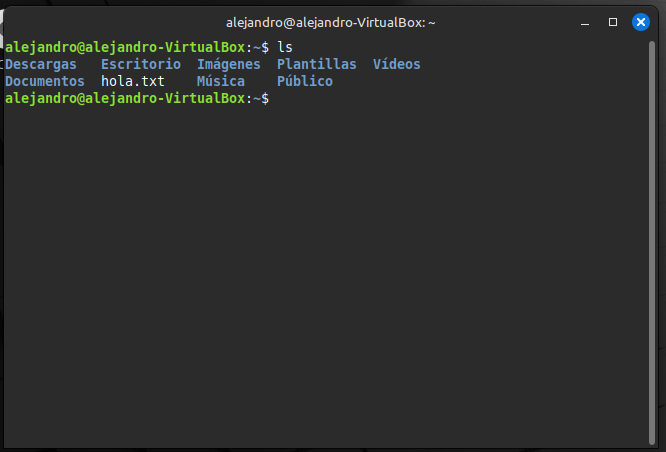 alejandro@alejandro-VirtualBox: ~
alejandro@alejandro-VirtualBox:~$ ls
Descargas Escritorio Imágenes Plantillas Vídeos
Documentos hola.txt Música Público
alejandro@alejandro-VirtualBox:~$